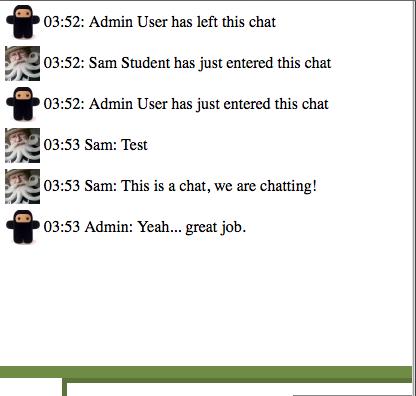 03:52: Admin User has left this chat
03:52: Sam Student has just entered this chat
03:52: Admin User has just entered this chat
03:53 Sam: Test
03:53 Sam: This is a chat, we are chatting!
03:53 Admin: Yeah... great job.